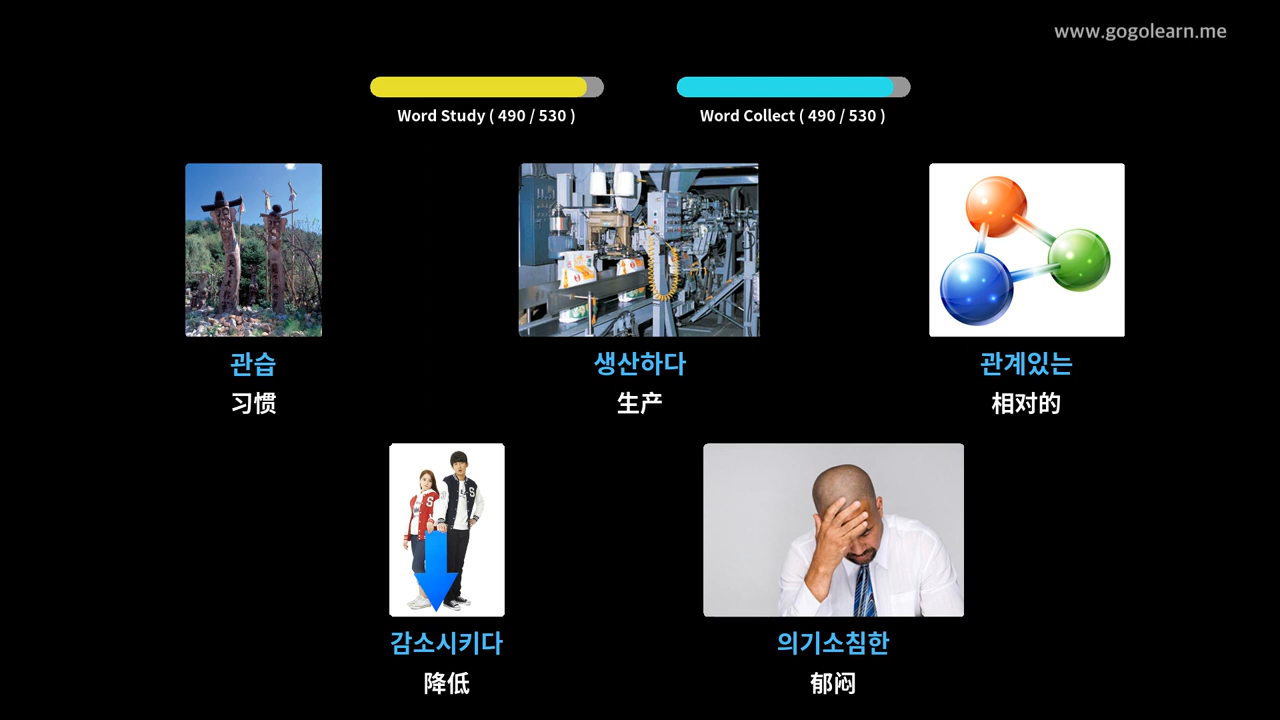 www.gogolearn.me
Word Study ( 490 / 530 )
Word Collect ( 490 / 530 )
관습
习惯
생산하다
生产
관계있는
相对的
S
S
감소시키다
降低
의기소침한
郁闷